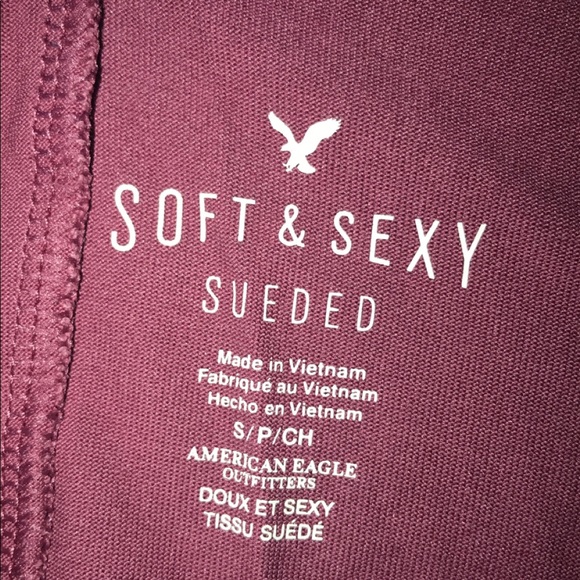 SOFT & SEXY
SUEDED
Made in Vietnam
Fabriqué au Vietnam
Hecho en Vietnam
S/P/CH
AMERICAN EAGLE
OUTFITTERS
DOUX ET SEXY
TISSU SUÉDÉ